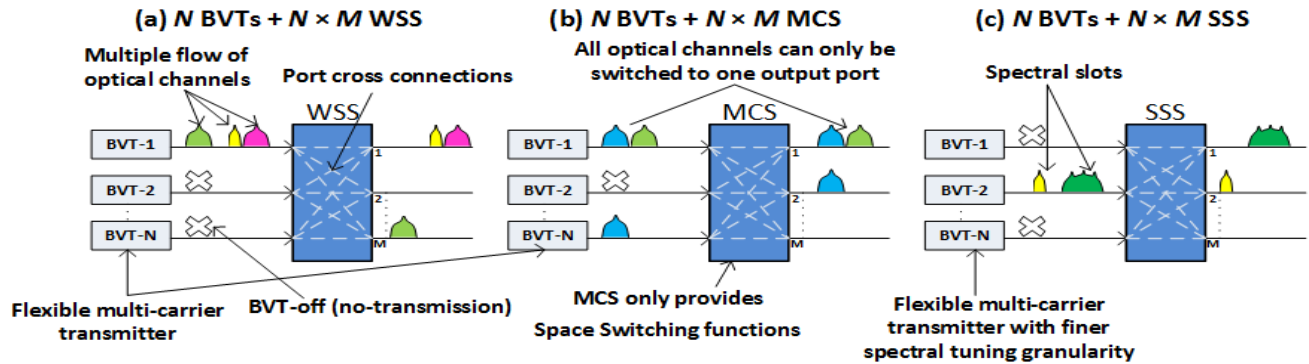 (a) N BVTs + N × M WSS
Multiple flow of
optical channels
Port cross connections
WSS
BVT-1
BVT-2
BVT-N
1
2
M
Flexible multi-carrier
transmitter
BVT-off (no-transmission)
(b) N BVTs + N × M MCS
All optical channels can only be
switched to one output port
MCS
BVT-1
BVT-2
BVT-N
1
2
M
MCS only provides
Space Switching functions
(c) N BVTs + N × M SSS
Spectral slots
SSS
BVT-1
BVT-2
BVT-N
1
2
M
Flexible multi-carrier
transmitter with finer
spectral tuning granularity